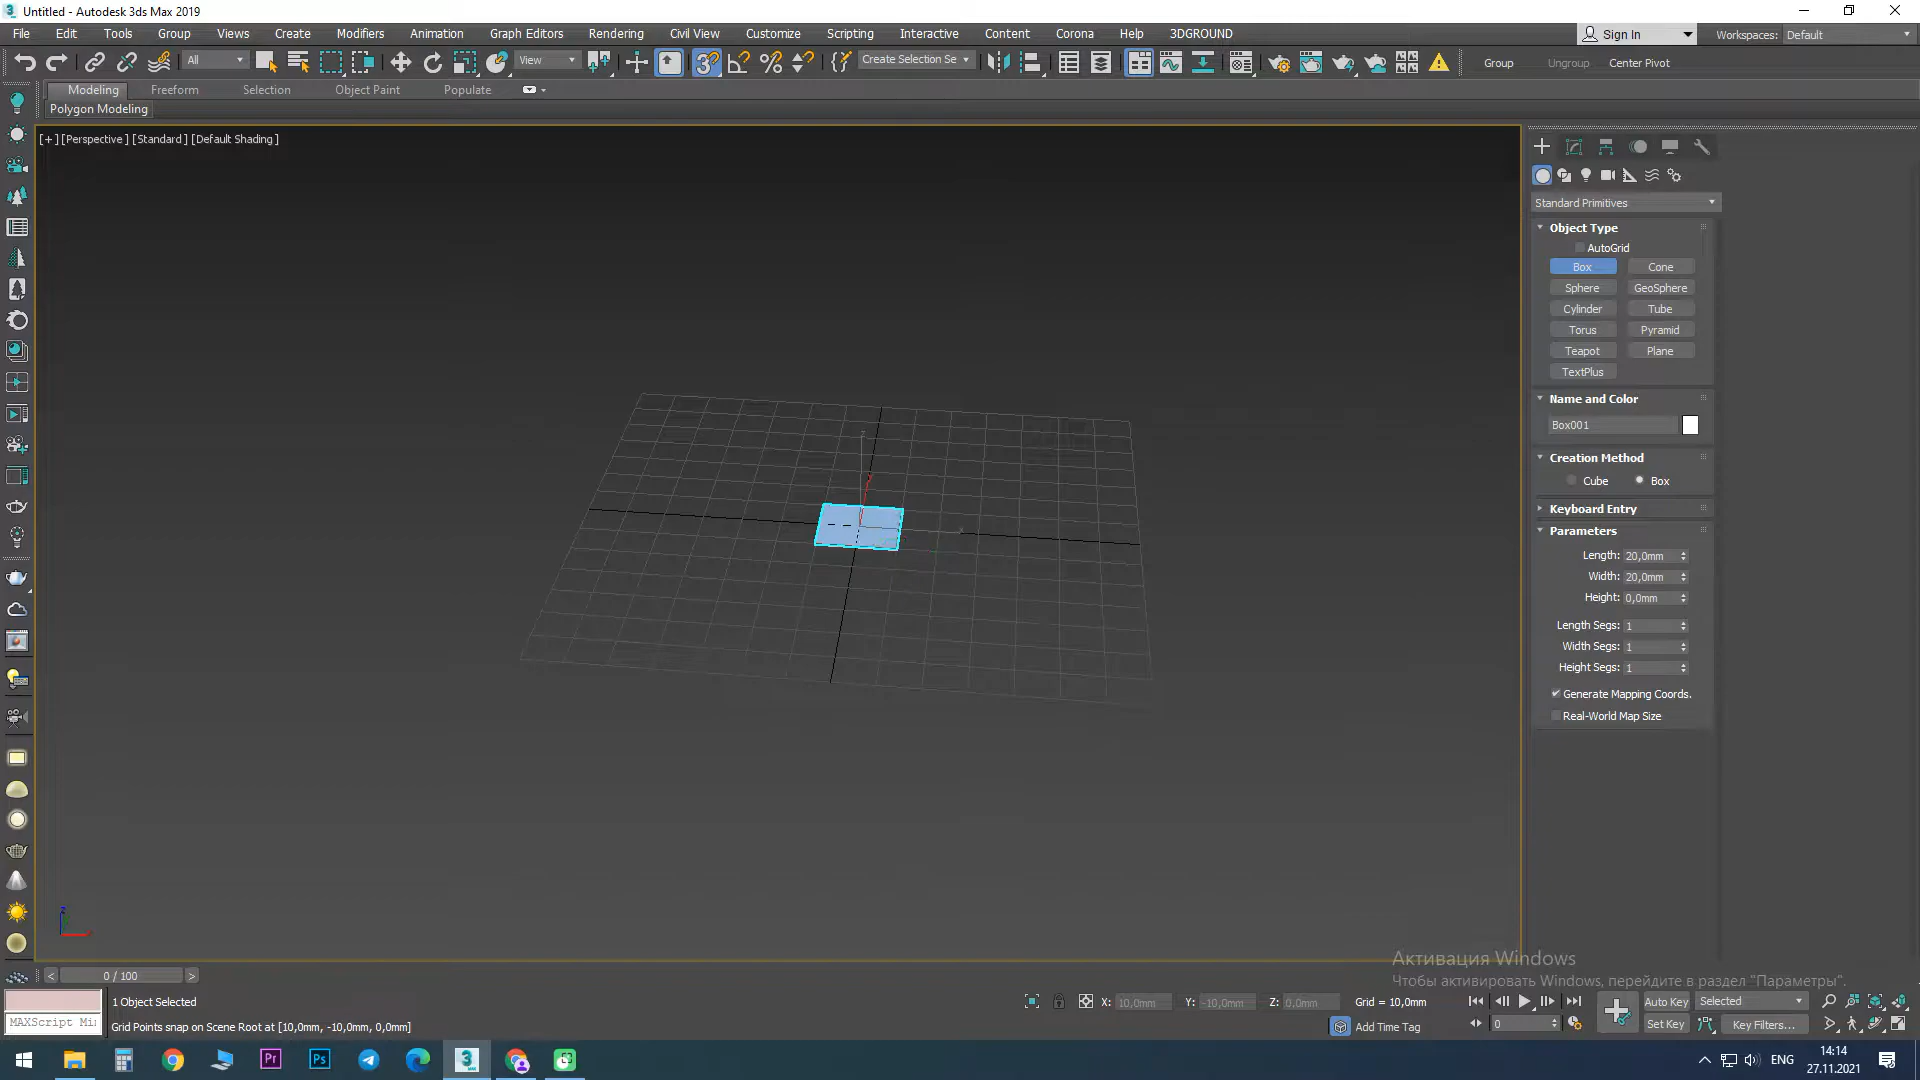 Untitled - Autodesk 3ds Max 2019
File Edit Tools Group Views Create Modifiers Animation Graph Editors Rendering Civil View Customize Scripting Interactive Content Corona Help 3DGROUND
Sign In
Workspaces: Default
All
View
Create Selection Se
Group Ungroup Center Pivot
Modeling Freeform Selection Object Paint Populate
Polygon Modeling
[+] [Perspective] [Standard] [Default Shading]
Standard Primitives
Object Type
AutoGrid
Box Cone
Sphere GeoSphere
Cylinder Tube
Torus Pyramid
Teapot Plane
TextPlus
Name and Color
Box001
Creation Method
Cube Box
Keyboard Entry
Parameters
Length: 20,0mm
Width: 20,0mm
Height: 0,0mm
Length Segs: 1
Width Segs: 1
Height Segs: 1
Generate Mapping Coords.
Real-World Map Size
Активация Windows
Чтобы активировать Windows, перейдите в раздел "Параметры".
< 0 / 100 >
1 Object Selected
X: 10,0mm Y: -10,0mm Z: 0,0mm Grid = 10,0mm
Auto Key Selected
MAXScript Mi
Grid Points snap on Scene Root at [10,0mm, -10,0mm, 0,0mm]
Add Time Tag
0
Set Key Key Filters...
Pr Ps 3
ENG
14:14
27.11.2021